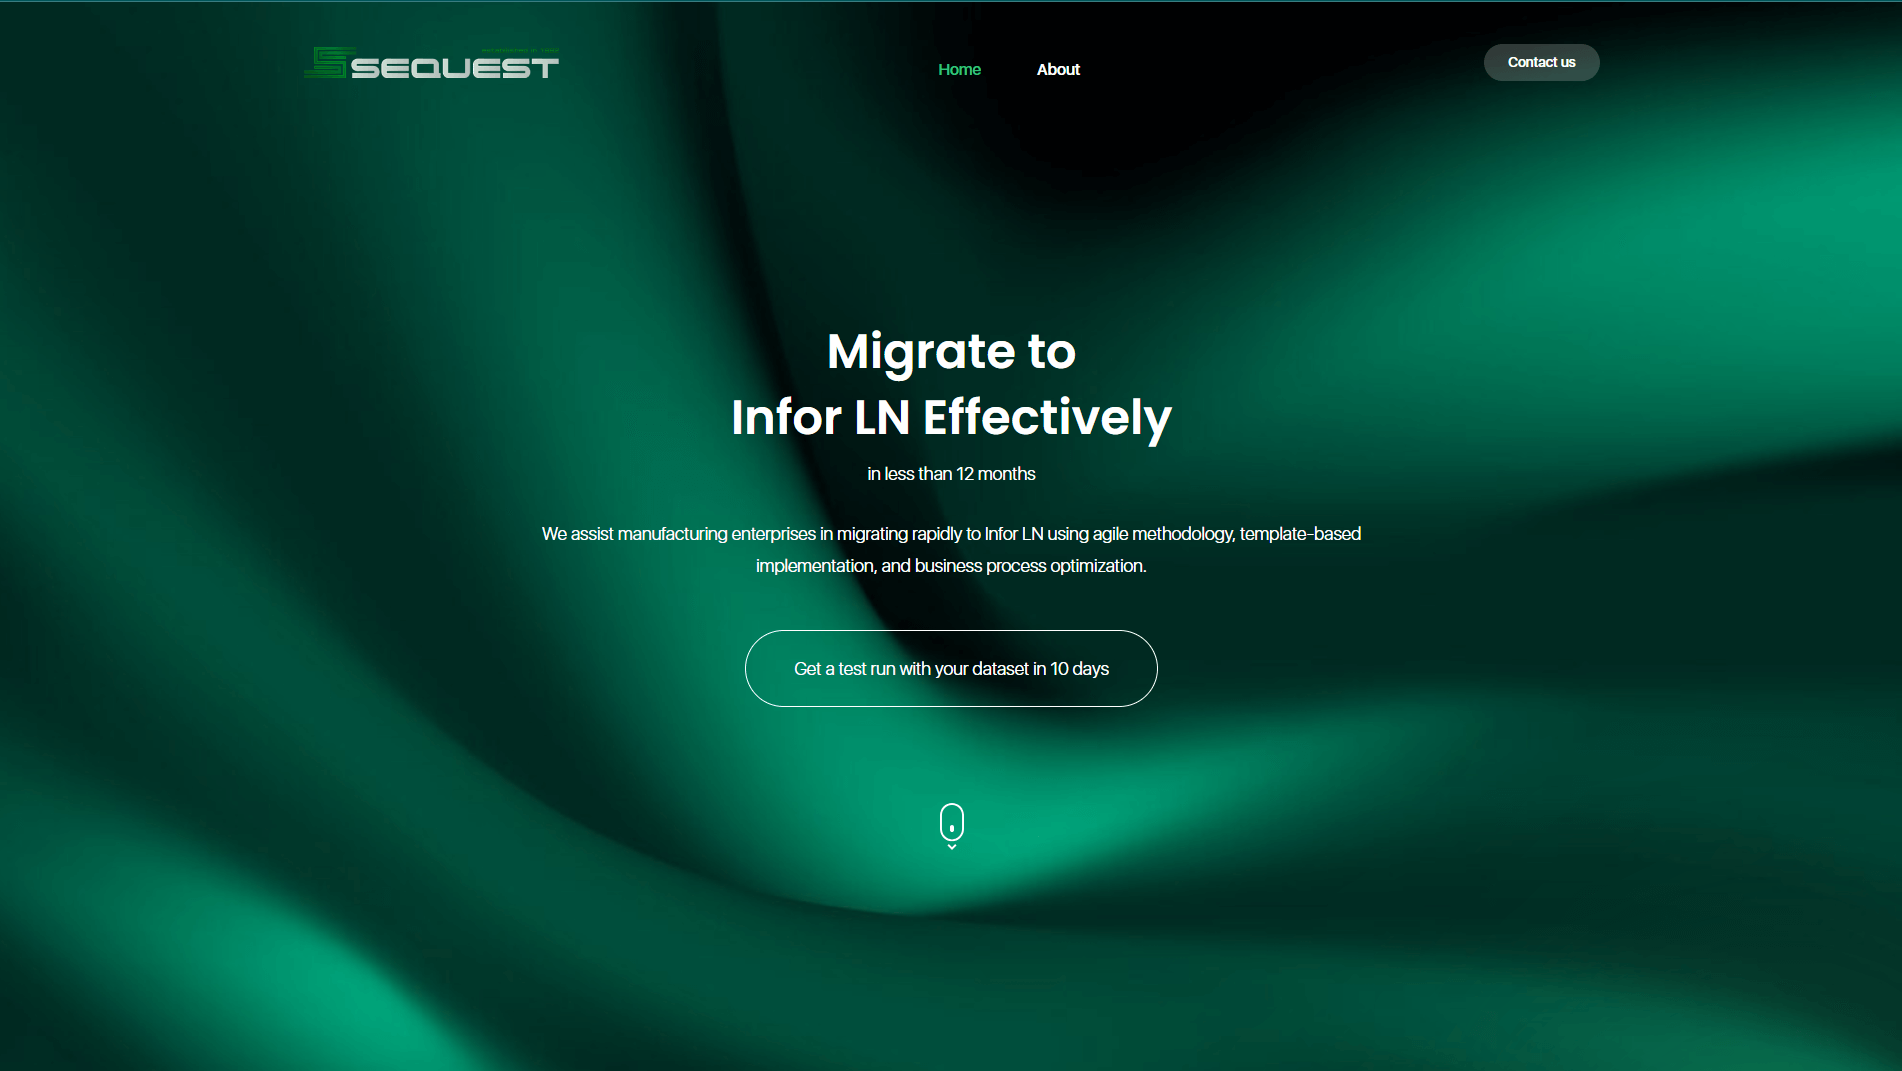 SEQUEST
Home
About
Contact us
Migrate to
Infor LN Effectively
in less than 12 months
We assist manufacturing enterprises in migrating rapidly to Infor LN using agile methodology, template-based
implementation, and business process optimization.
Get a test run with your dataset in 10 days